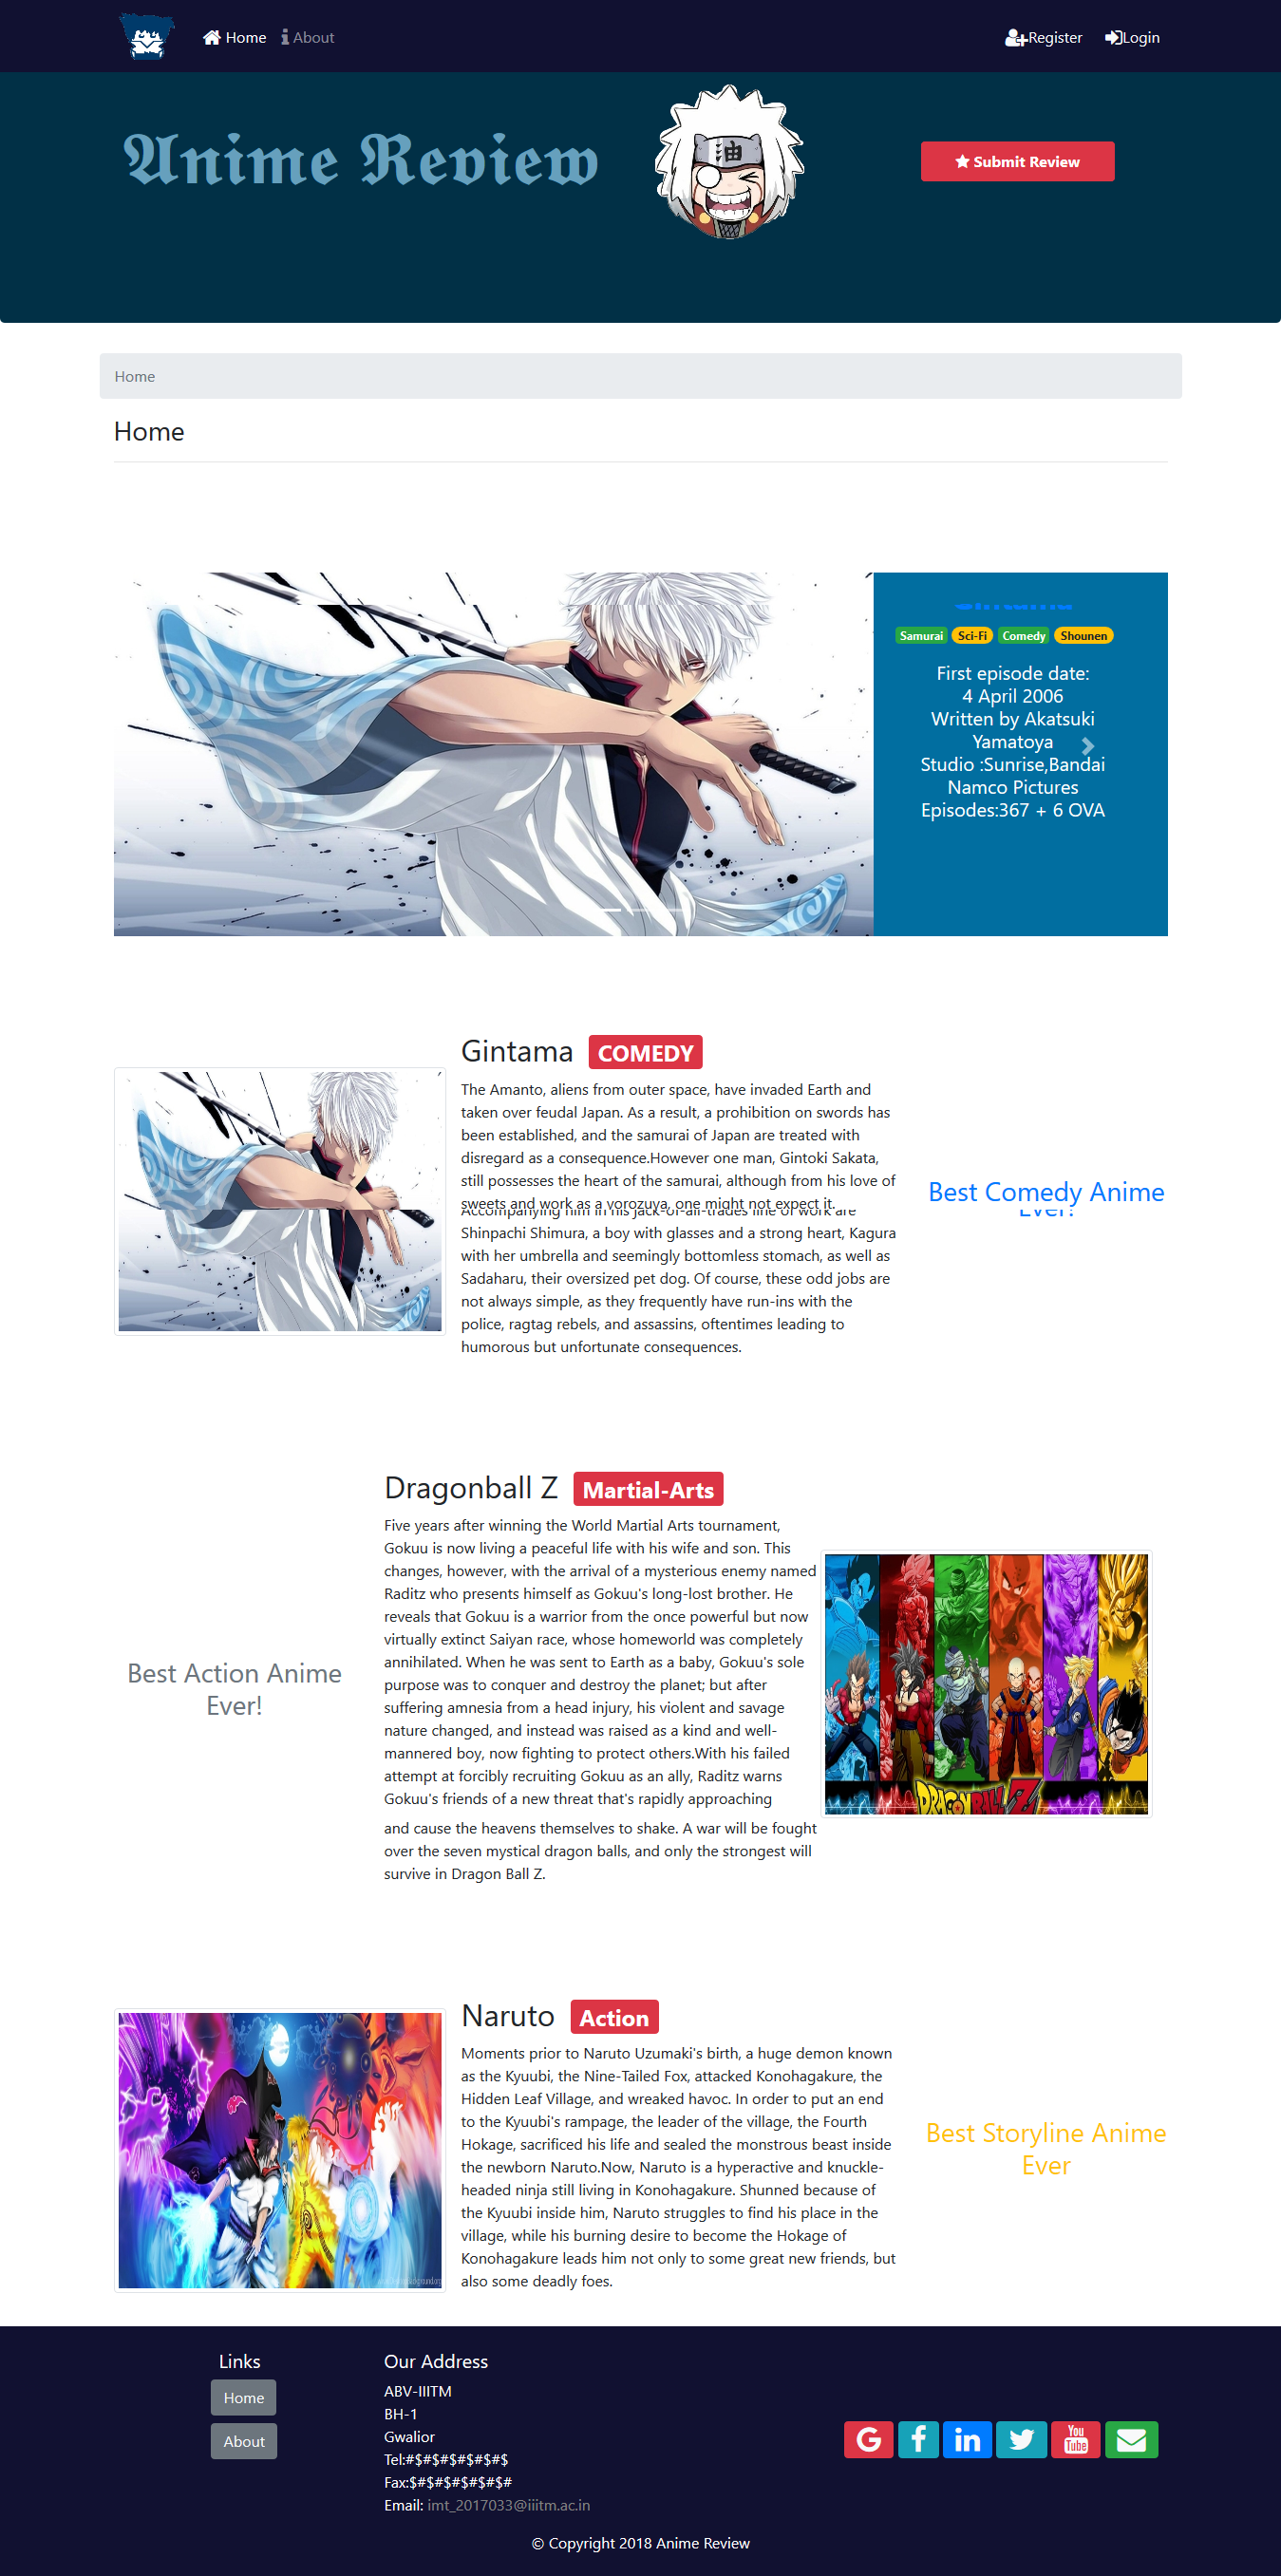 Home About Register Login
Anime Review
油
Submit Review
Home
Home
Samurai Sci-Fi Comedy Shounen
First episode date:
4 April 2006
Written by Akatsuki
Yamatoya
Studio :Sunrise,Bandai
Namco Pictures
Episodes:367 + 6 OVA
Gintama COMEDY
The Amanto, aliens from outer space, have invaded Earth and
taken over feudal Japan. As a result, a prohibition on swords has
been established, and the samurai of Japan are treated with
disregard as a consequence.However one man, Gintoki Sakata,
still possesses the heart of the samurai, although from his love of
sweets and work as a yorozuya, one might not expect it.
Accompanying him in his jack-of-all-trades line of work are
Shinpachi Shimura, a boy with glasses and a strong heart, Kagura
with her umbrella and seemingly bottomless stomach, as well as
Sadaharu, their oversized pet dog. Of course, these odd jobs are
not always simple, as they frequently have run-ins with the
police, ragtag rebels, and assassins, oftentimes leading to
humorous but unfortunate consequences.
Best Comedy Anime
Ever!
Dragonball Z Martial-Arts
Five years after winning the World Martial Arts tournament,
Gokuu is now living a peaceful life with his wife and son. This
changes, however, with the arrival of a mysterious enemy named
Raditz who presents himself as Gokuu's long-lost brother. He
reveals that Gokuu is a warrior from the once powerful but now
virtually extinct Saiyan race, whose homeworld was completely
annihilated. When he was sent to Earth as a baby, Gokuu's sole
purpose was to conquer and destroy the planet; but after
suffering amnesia from a head injury, his violent and savage
nature changed, and instead was raised as a kind and well-
mannered boy, now fighting to protect others.With his failed
attempt at forcibly recruiting Gokuu as an ally, Raditz warns
Gokuu's friends of a new threat that's rapidly approaching
and cause the heavens themselves to shake. A war will be fought
over the seven mystical dragon balls, and only the strongest will
survive in Dragon Ball Z.
Best Action Anime
Ever!
DRAGON BALL Z
Naruto Action
Moments prior to Naruto Uzumaki's birth, a huge demon known
as the Kyuubi, the Nine-Tailed Fox, attacked Konohagakure, the
Hidden Leaf Village, and wreaked havoc. In order to put an end
to the Kyuubi's rampage, the leader of the village, the Fourth
Hokage, sacrificed his life and sealed the monstrous beast inside
the newborn Naruto.Now, Naruto is a hyperactive and knuckle-
headed ninja still living in Konohagakure. Shunned because of
the Kyuubi inside him, Naruto struggles to find his place in the
village, while his burning desire to become the Hokage of
Konohagakure leads him not only to some great new friends, but
also some deadly foes.
Best Storyline Anime
Ever
Links
Home
About
Our Address
ABV-IIITM
BH-1
Gwalior
Tel:#$#$#$#$#$#$
Fax:$#$#$#$#$#$#
Email: imt_2017033@iiitm.ac.in
You
Tube
© Copyright 2018 Anime Review